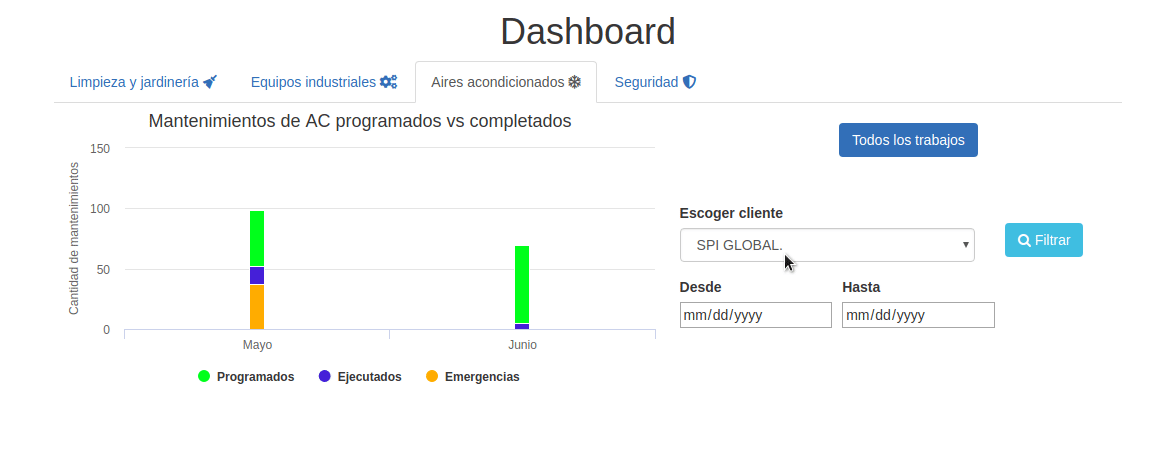 Dashboard
Limpieza y jardinería
Equipos industriales
Aires acondicionados
Seguridad
Mantenimientos de AC programados vs completados
Cantidad de mantenimientos
150
100
50
0
Mayo
Junio
Programados
Ejecutados
Emergencias
Todos los trabajos
Escoger cliente
SPI GLOBAL.
Filtrar
Desde
Hasta
mm/dd/yyyy
mm/dd/yyyy